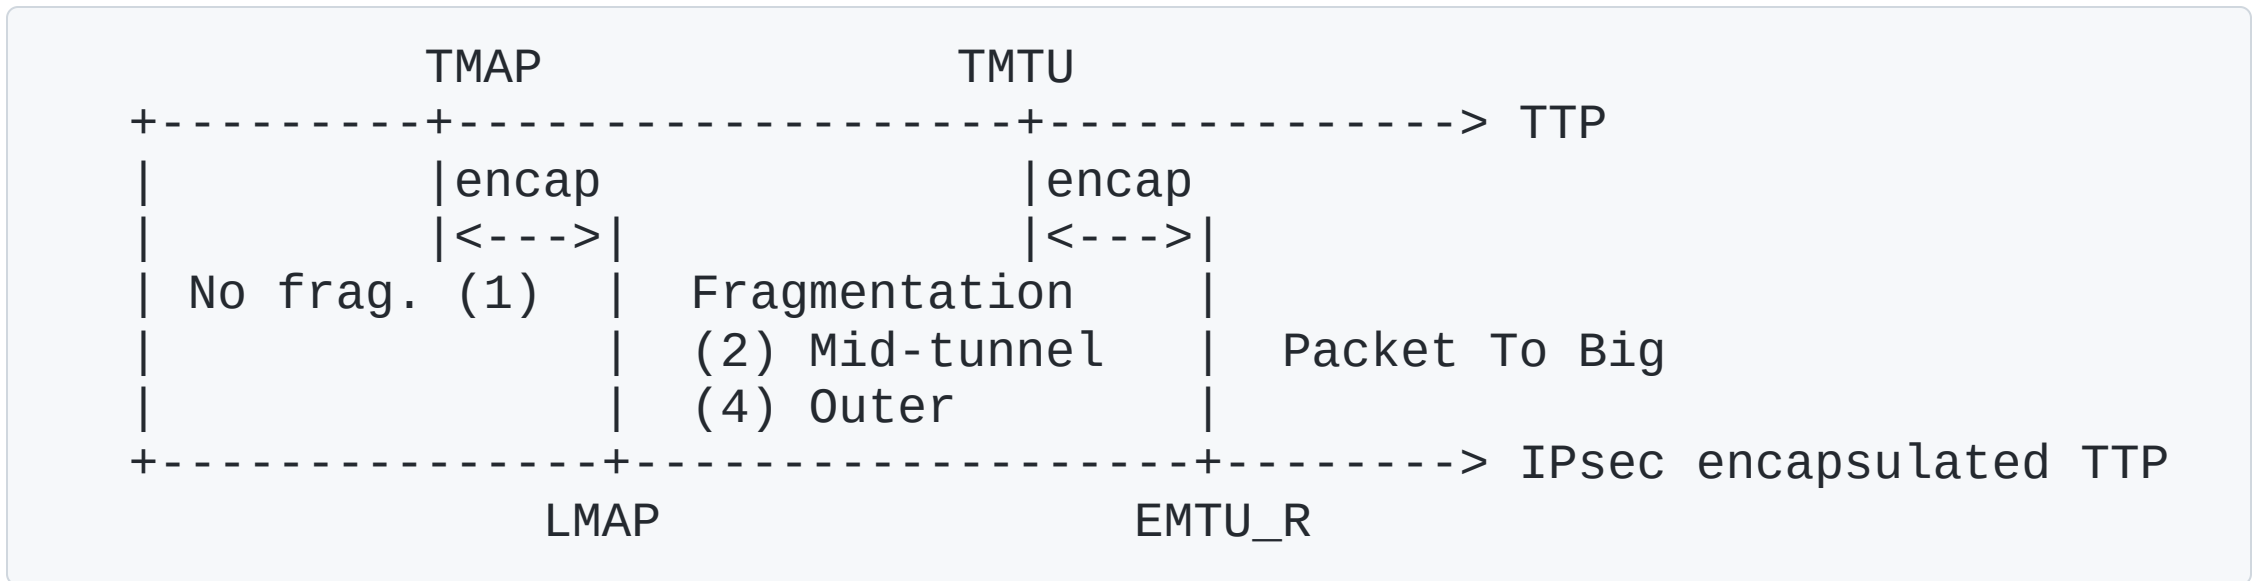 TMAP              TMTU
+---------+-------------------+--------------> TTP
|         |encap              |encap
|         |<--->|             |<--->|
| No frag. (1)  |  Fragmentation    |
|               |  (2) Mid-tunnel   |  Packet To Big
|               |  (4) Outer        |
+---------------+-------------------+--------> IPsec encapsulated TTP
              LMAP                EMTU_R